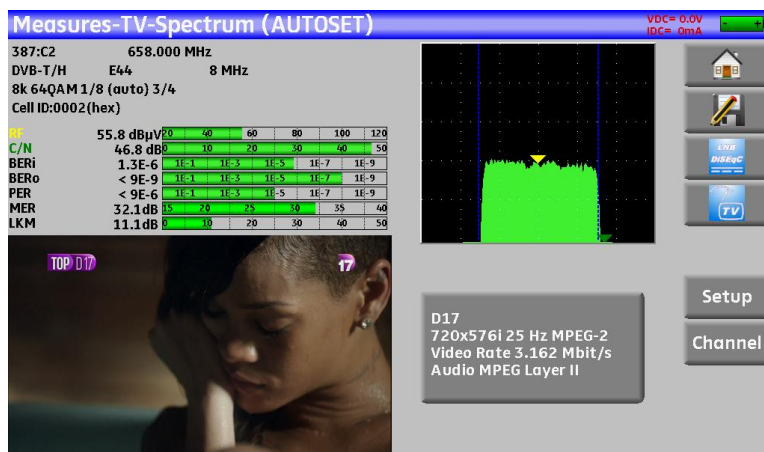 Measures-TV-Spectrum (AUTOSET)
VDC= 0.0V
IDC= 0mA
- +
387:C2 658.000 MHz
DVB-T/H E44 8 MHz
8k 64QAM 1/8 (auto) 3/4
Cell ID:0002(hex)
RF 55.8 dBµV 20 40 60 80 100 120
C/N 46.8 dB 0 10 20 30 40 50
BERi 1.3E-6 1E-1 1E-3 1E-5 1E-7 1E-9
BERo < 9E-9 1E-1 1E-3 1E-5 1E-7 1E-9
PER < 9E-6 1E-1 1E-3 1E-5 1E-7 1E-9
MER 32.1dB 15 20 25 30 35 40
LKM 11.1dB 0 10 20 30 40 50
LNB
DiSEqC
TV
TOP D17
17
D17
720x576i 25 Hz MPEG-2
Video Rate 3.162 Mbit/s
Audio MPEG Layer II
Setup
Channel